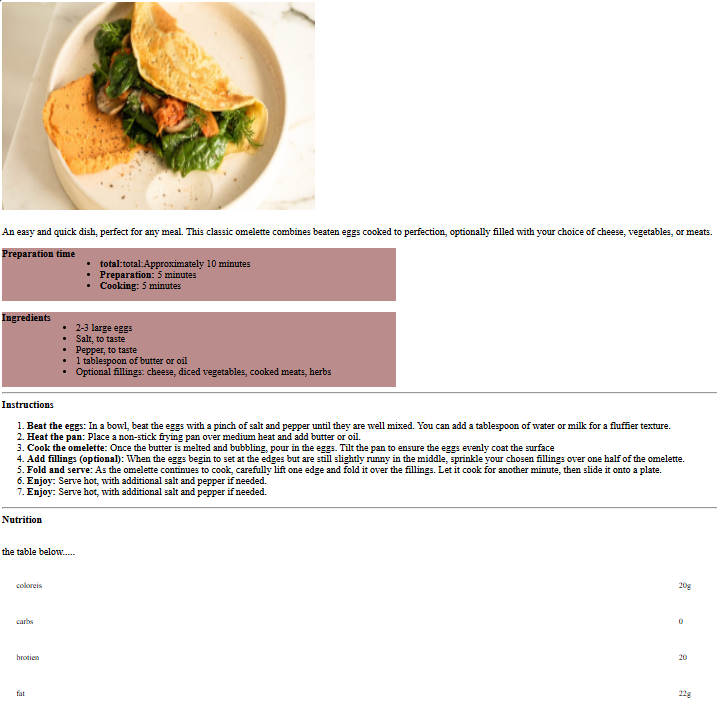 An easy and quick dish, perfect for any meal. This classic omelette combines beaten eggs cooked to perfection, optionally filled with your choice of cheese, vegetables, or meats.
Preparation time
• total:total:Approximately 10 minutes
• Preparation: 5 minutes
• Cooking: 5 minutes
Ingredients
• 2-3 large eggs
• Salt, to taste
• Pepper, to taste
• 1 tablespoon of butter or oil
• Optional fillings: cheese, diced vegetables, cooked meats, herbs
Instructions
1. Beat the eggs: In a bowl, beat the eggs with a pinch of salt and pepper until they are well mixed. You can add a tablespoon of water or milk for a fluffier texture.
2. Heat the pan: Place a non-stick frying pan over medium heat and add butter or oil.
3. Cook the omelette: Once the butter is melted and bubbling, pour in the eggs. Tilt the pan to ensure the eggs evenly coat the surface
4. Add fillings (optional): When the eggs begin to set at the edges but are still slightly runny in the middle, sprinkle your chosen fillings over one half of the omelette.
5. Fold and serve: As the omelette continues to cook, carefully lift one edge and fold it over the fillings. Let it cook for another minute, then slide it onto a plate.
6. Enjoy: Serve hot, with additional salt and pepper if needed.
7. Enjoy: Serve hot, with additional salt and pepper if needed.
Nutrition
the table below.....
coloreis 20g
carbs 0
brotien 20
fat 22g